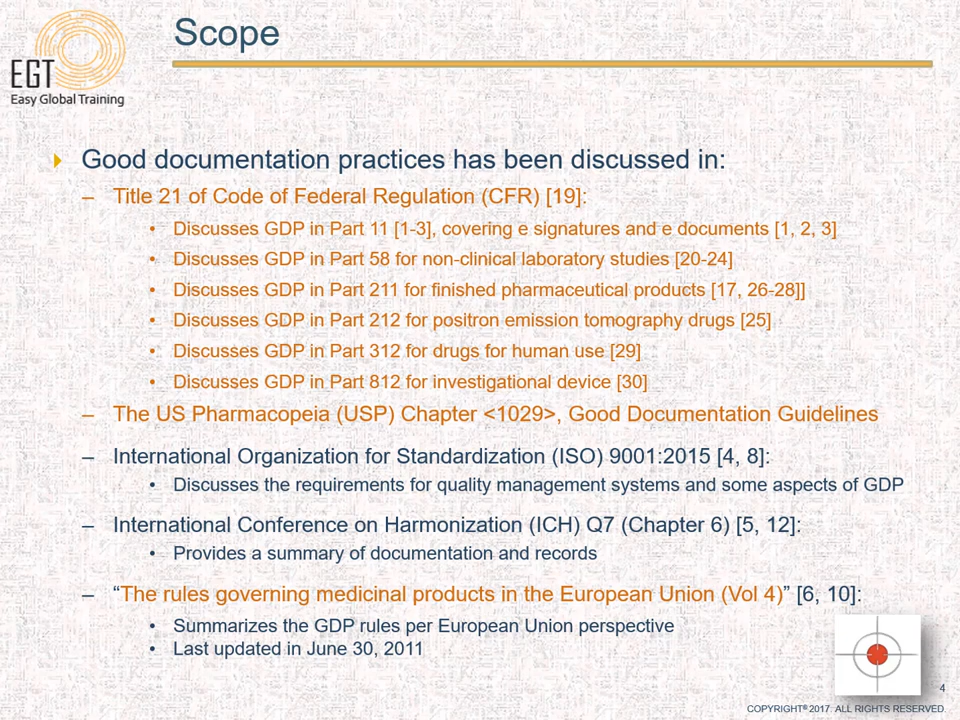 Scope
EGT
Easy Global Training
Good documentation practices has been discussed in:
– Title 21 of Code of Federal Regulation (CFR) [19]:
• Discusses GDP in Part 11 [1-3], covering e signatures and e documents [1, 2, 3]
• Discusses GDP in Part 58 for non-clinical laboratory studies [20-24]
• Discusses GDP in Part 211 for finished pharmaceutical products [17, 26-28]]
• Discusses GDP in Part 212 for positron emission tomography drugs [25]
• Discusses GDP in Part 312 for drugs for human use [29]
• Discusses GDP in Part 812 for investigational device [30]
– The US Pharmacopeia (USP) Chapter <1029>, Good Documentation Guidelines
– International Organization for Standardization (ISO) 9001:2015 [4, 8]:
• Discusses the requirements for quality management systems and some aspects of GDP
– International Conference on Harmonization (ICH) Q7 (Chapter 6) [5, 12]:
• Provides a summary of documentation and records
– “The rules governing medicinal products in the European Union (Vol 4)” [6, 10]:
• Summarizes the GDP rules per European Union perspective
• Last updated in June 30, 2011
4
COPYRIGHT® 2017. ALL RIGHTS RESERVED.